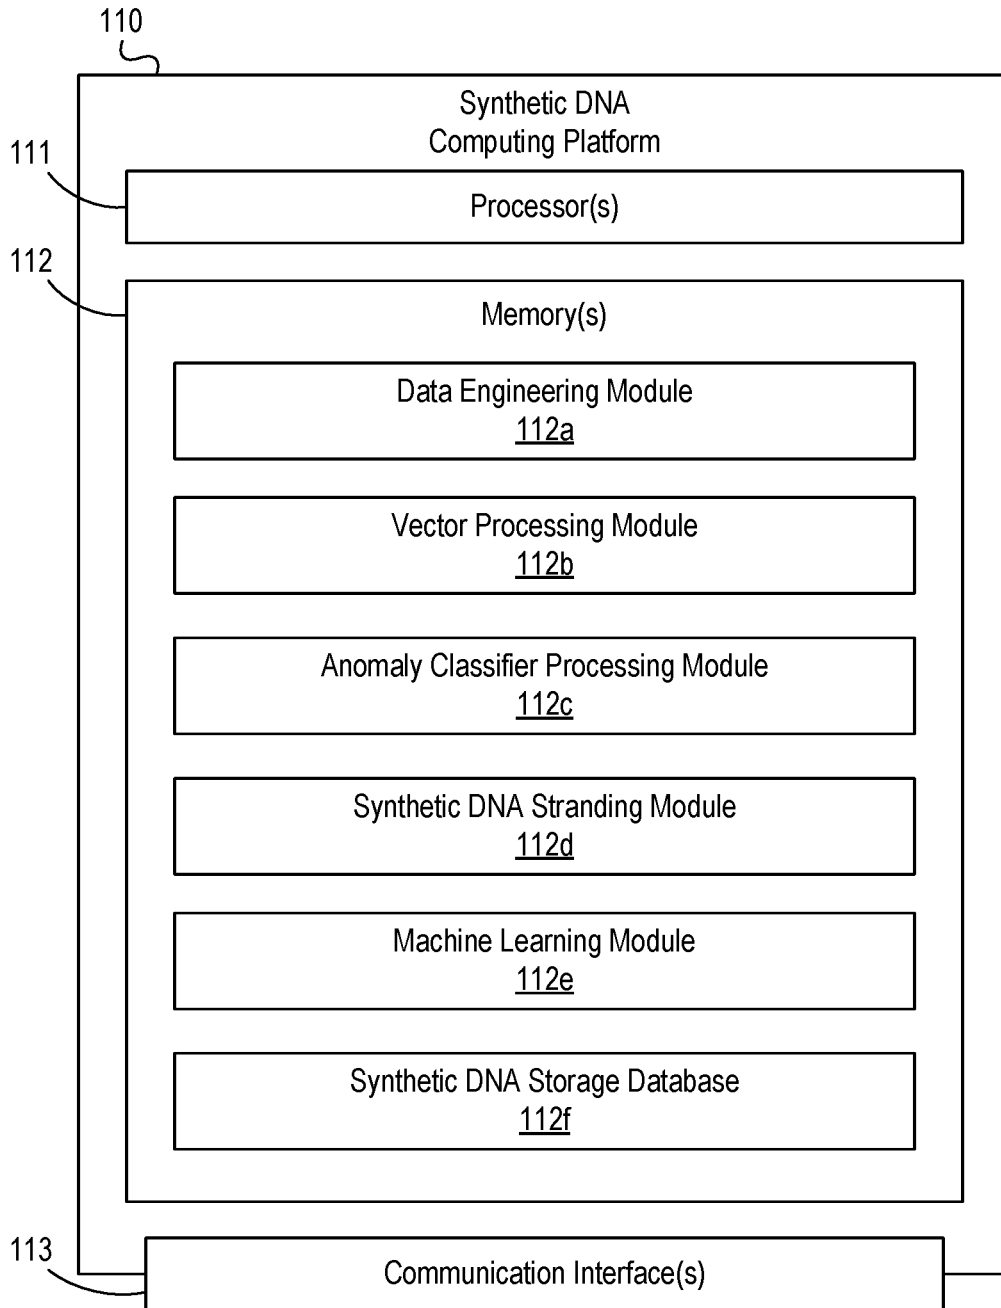 110
Synthetic DNA
Computing Platform
111
Processor(s)
112
Memory(s)
Data Engineering Module
112a
Vector Processing Module
112b
Anomaly Classifier Processing Module
112c
Synthetic DNA Stranding Module
112d
Machine Learning Module
112e
Synthetic DNA Storage Database
112f
113
Communication Interface(s)